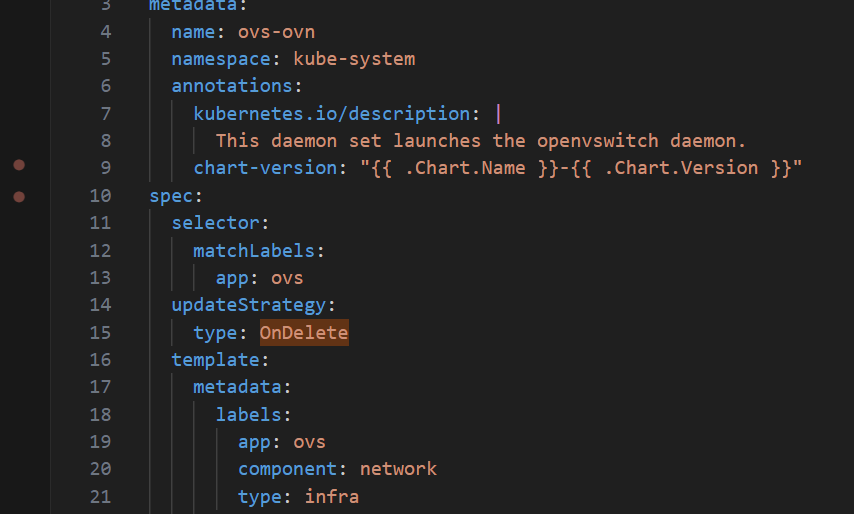 3 metadata:
4 name: ovs-ovn
5 namespace: kube-system
6 annotations:
7 kubernetes.io/description: |
8 This daemon set launches the openvswitch daemon.
9 chart-version: "{{ .Chart.Name }}-{{ .Chart.Version }}"
10 spec:
11 selector:
12 matchLabels:
13 app: ovs
14 updateStrategy:
15 type: OnDelete
16 template:
17 metadata:
18 labels:
19 app: ovs
20 component: network
21 type: infra